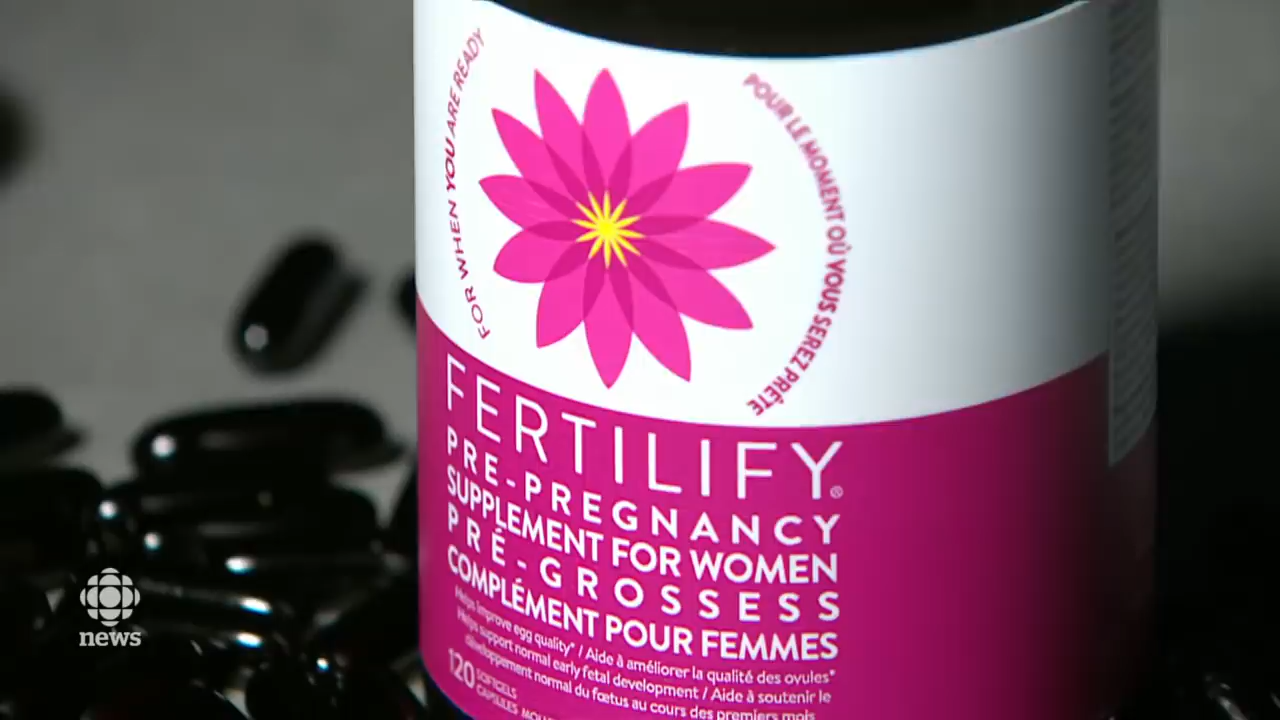 FOR WHEN YOU ARE READY
POUR LE MOMENT OÙ VOUS SEREZ PRÊTE
FERTILIFY®
PRE-PREGNANCY
SUPPLEMENT FOR WOMEN
PRÉ-GROSSESS
COMPLÉMENT POUR FEMMES
Helps improve egg quality* / Aide à améliorer la qualité des ovules*
Helps support normal early fetal development / Aide à soutenir le
développement normal du fœtus au cours des premiers mois
120 SOFTGELS
CAPSULES
news